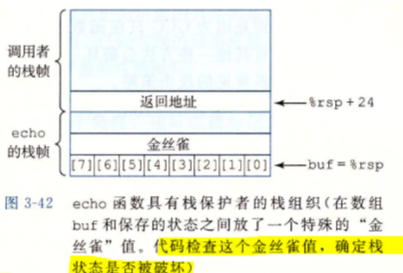 调用者
的栈帧
返回地址
%rsp+24
echo
的栈帧
金丝雀
[7][6][5][4][3][2][1][0]
buf=%rsp
图 3-42 echo 函数具有栈保护者的栈组织(在数组
buf 和保存的状态之间放了一个特殊的“金
丝雀”值。代码检查这个金丝雀值，确定栈
状态是否被破坏)